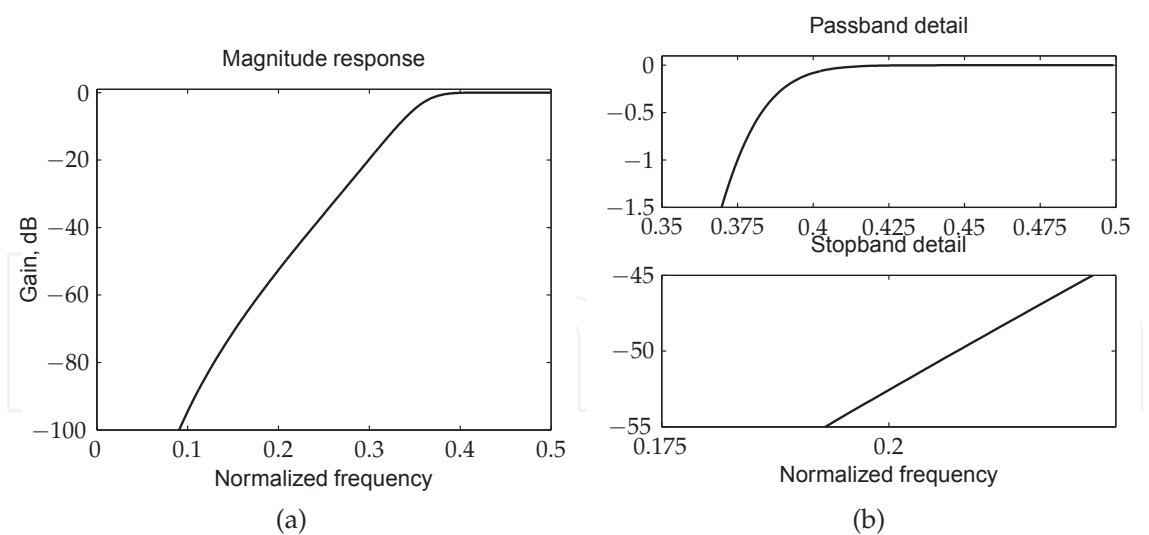 Magnitude response
0
−20
−40
−60
−80
−100
Gain, dB
0 0.1 0.2 0.3 0.4 0.5
Normalized frequency
(a)
Passband detail
0
−0.5
−1
−1.5
0.35 0.375 0.4 0.425 0.45 0.475 0.5
Stopband detail
−45
−50
−55
0.175 0.2
Normalized frequency
(b)